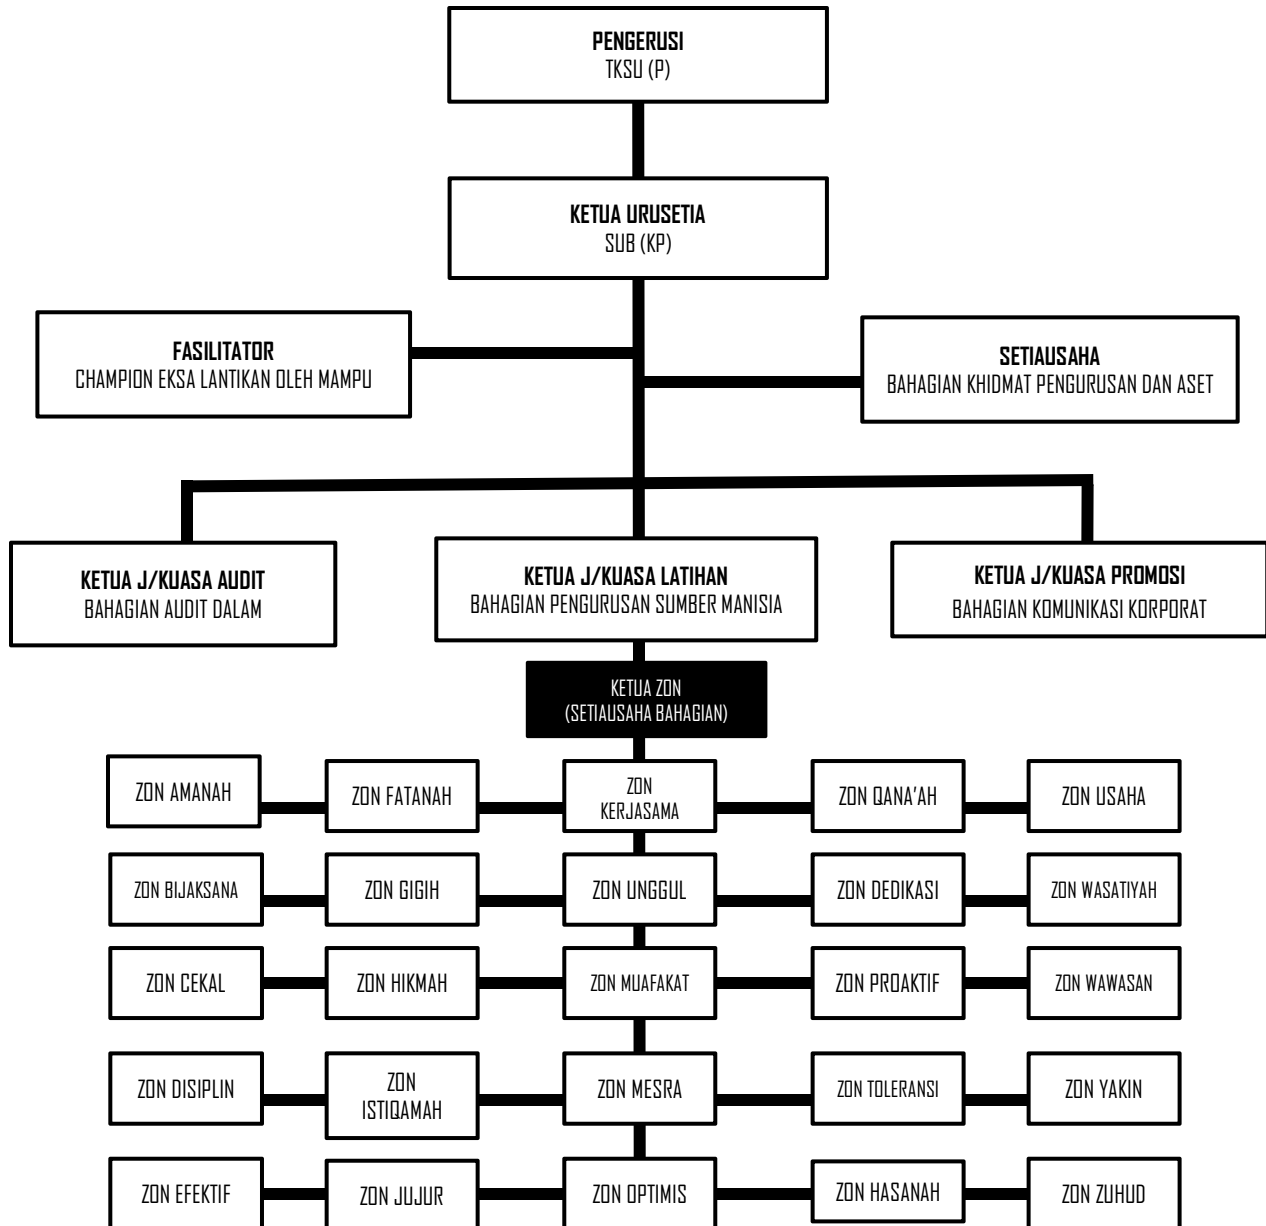 PENGERUSI
TKSU (P)
KETUA URUSETIA
SUB (KP)
FASILITATOR
CHAMPION EKSA LANTIKAN OLEH MAMPU
SETIAUSAHA
BAHAGIAN KHIDMAT PENGURUSAN DAN ASET
KETUA J/KUASA AUDIT
BAHAGIAN AUDIT DALAM
KETUA J/KUASA LATIHAN
BAHAGIAN PENGURUSAN SUMBER MANISIA
KETUA J/KUASA PROMOSI
BAHAGIAN KOMUNIKASI KORPORAT
KETUA ZON
(SETIAUSAHA BAHAGIAN)
ZON AMANAH
ZON FATANAH
ZON
KERJASAMA
ZON QANA'AH
ZON USAHA
ZON BIJAKSANA
ZON GIGIH
ZON UNGGUL
ZON DEDIKASI
ZON WASATIYAH
ZON CEKAL
ZON HIKMAH
ZON MUAFAKAT
ZON PROAKTIF
ZON WAWASAN
ZON DISIPLIN
ZON
ISTIQAMAH
ZON MESRA
ZON TOLERANSI
ZON YAKIN
ZON EFEKTIF
ZON JUJUR
ZON OPTIMIS
ZON HASANAH
ZON ZUHUD